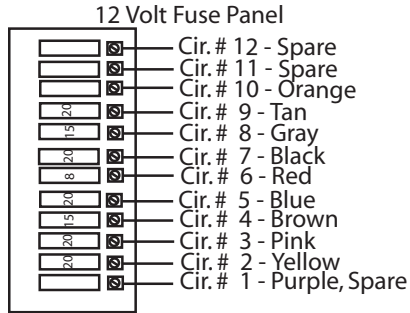 12 Volt Fuse Panel
Cir. # 12 - Spare
Cir. # 11 - Spare
Cir. # 10 - Orange
20 Cir. # 9 - Tan
15 Cir. # 8 - Gray
20 Cir. # 7 - Black
8 Cir. # 6 - Red
20 Cir. # 5 - Blue
15 Cir. # 4 - Brown
20 Cir. # 3 - Pink
20 Cir. # 2 - Yellow
Cir. # 1 - Purple, Spare